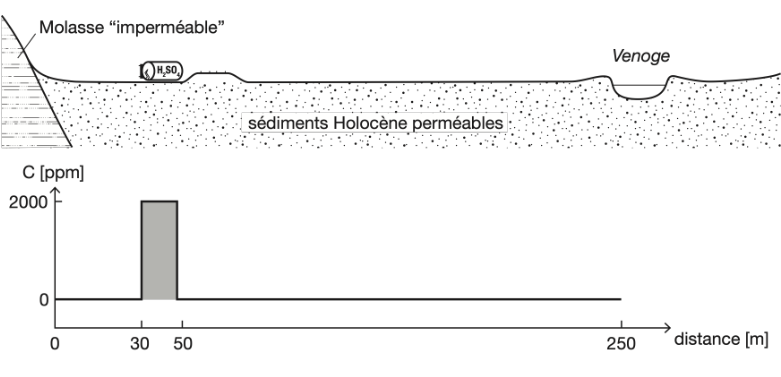 Molasse “imperméable”
H₂SO₄
Venoge
sédiments Holocène perméables
C [ppm]
2000
0
0 30 50 250 distance [m]